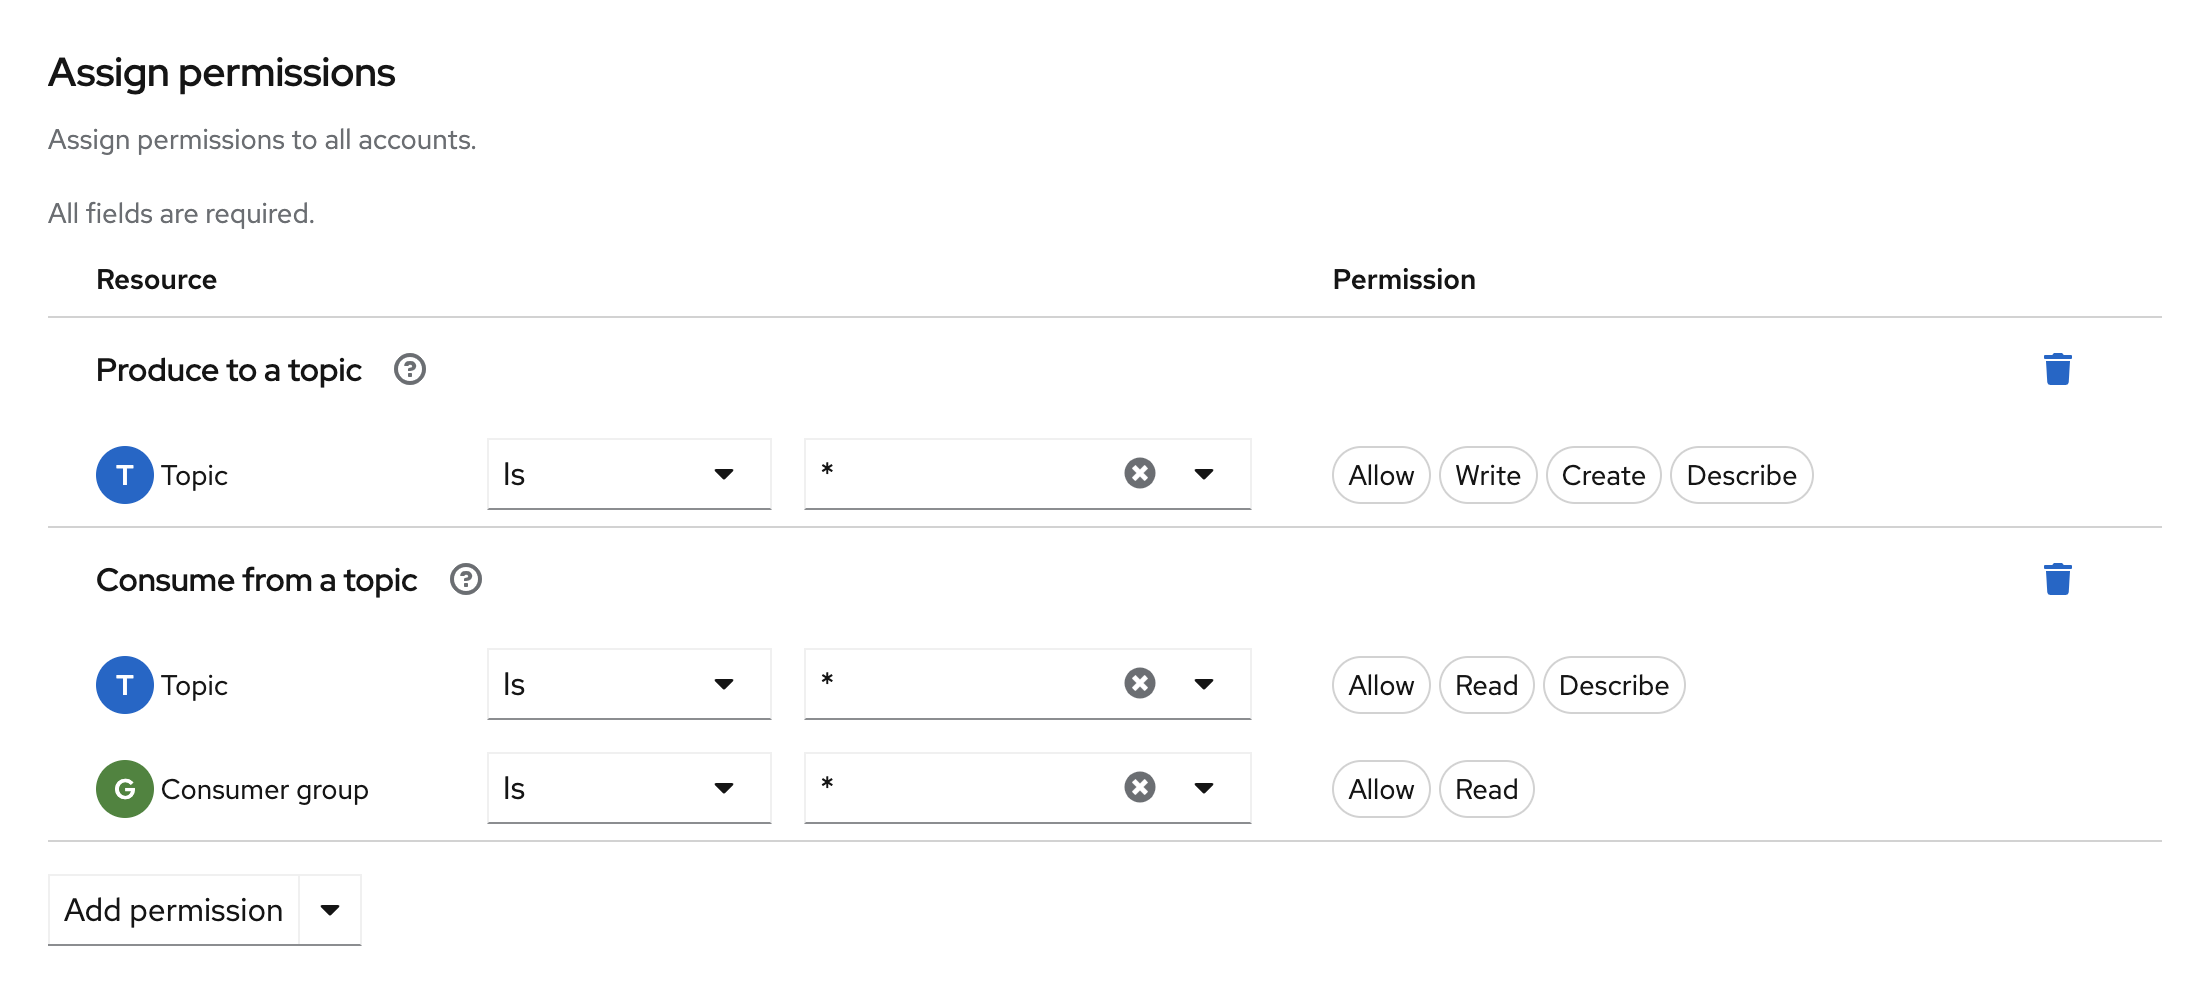 Assign permissions
Assign permissions to all accounts.
All fields are required.
Resource Permission
Produce to a topic ?
T Topic Is * Allow Write Create Describe
Consume from a topic ?
T Topic Is * Allow Read Describe
G Consumer group Is * Allow Read
Add permission